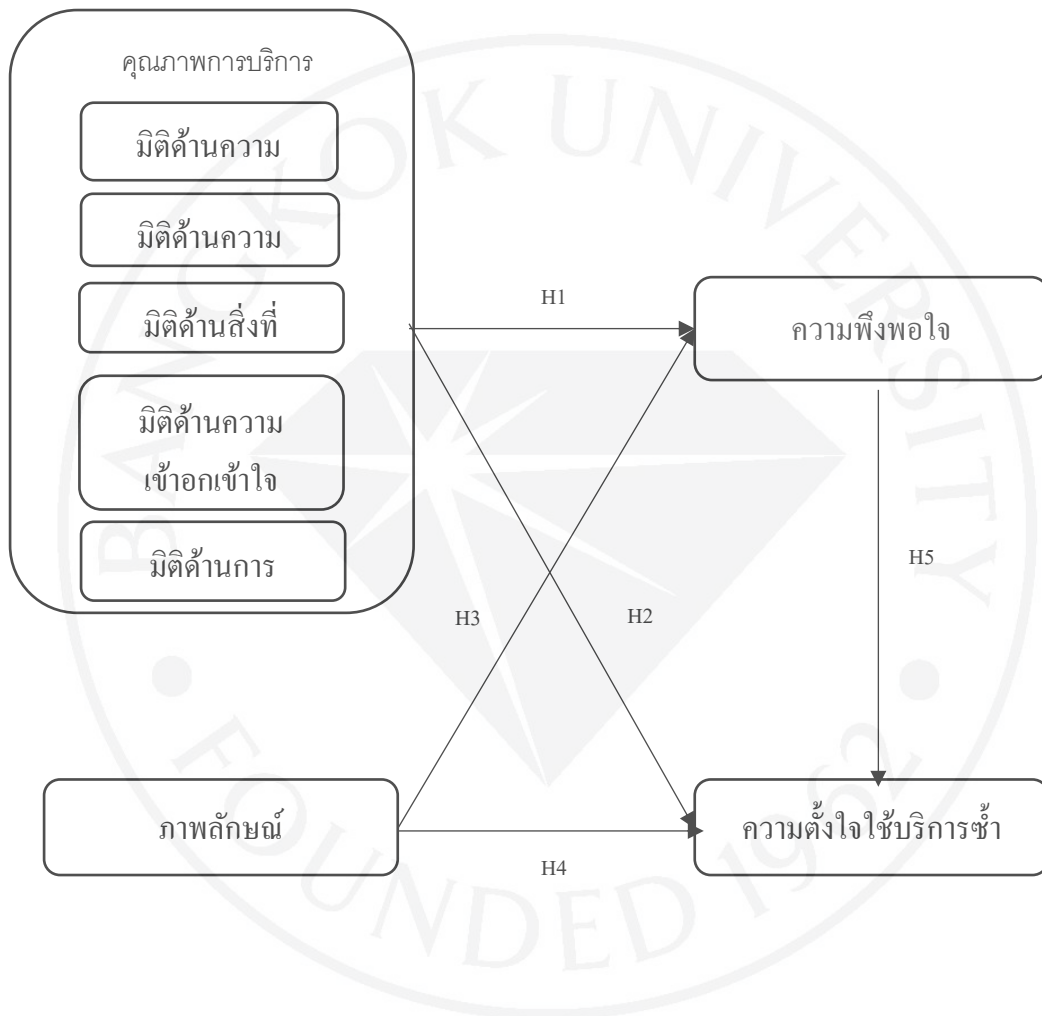 คุณภาพการบริการ
มิติด้านความ
มิติด้านความ
มิติด้านสิ่งที่
มิติด้านความ
เข้าอกเข้าใจ
มิติด้านการ
H1
ความพึงพอใจ
H5
H3
H2
ภาพลักษณ์
ความตั้งใจใช้บริการซ้ำ
H4
BANGKOK UNIVERSITY
FOUNDED 1962